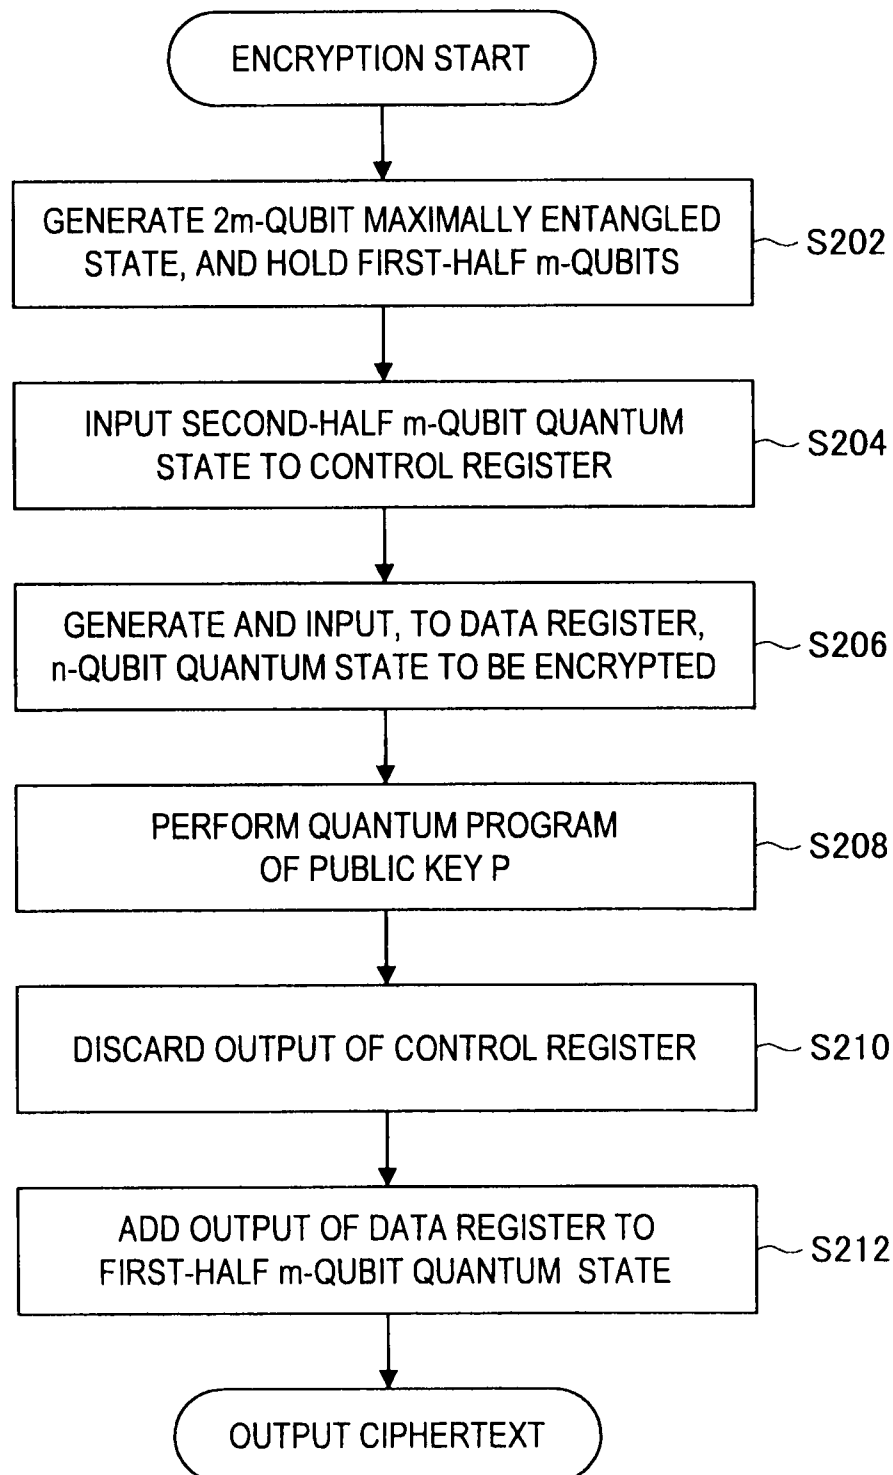 ENCRYPTION START
GENERATE 2m-QUBIT MAXIMALLY ENTANGLED
STATE, AND HOLD FIRST-HALF m-QUBITS
S202
INPUT SECOND-HALF m-QUBIT QUANTUM
STATE TO CONTROL REGISTER
S204
GENERATE AND INPUT, TO DATA REGISTER,
n-QUBIT QUANTUM STATE TO BE ENCRYPTED
S206
PERFORM QUANTUM PROGRAM
OF PUBLIC KEY P
S208
DISCARD OUTPUT OF CONTROL REGISTER
S210
ADD OUTPUT OF DATA REGISTER TO
FIRST-HALF m-QUBIT QUANTUM STATE
S212
OUTPUT CIPHERTEXT